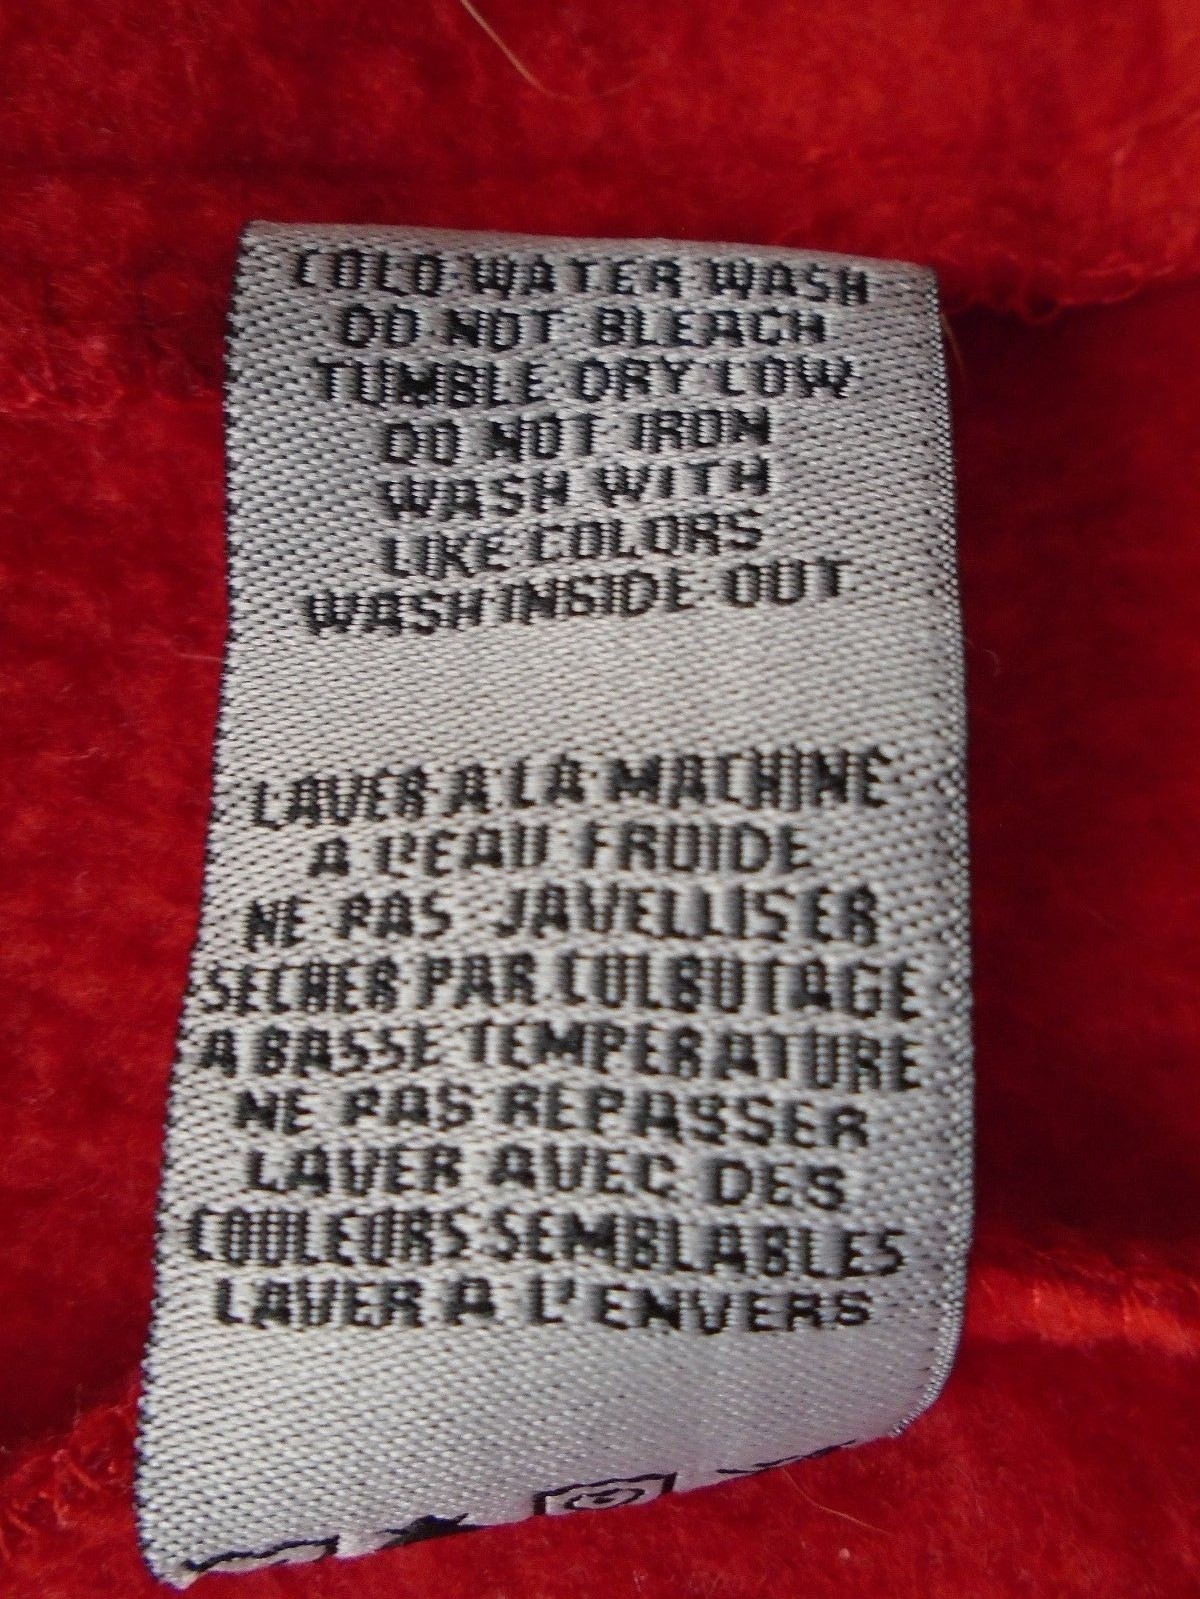 COLD WATER WASH
DO NOT BLEACH
TUMBLE DRY LOW
DO NOT IRON
WASH WITH
LIKE COLORS
WASH INSIDE OUT
LAVER A LA MACHINE
A L'EAU FROIDE
NE PAS JAVELLISER
SECHER PAR CULBUTAGE
A BASSE TEMPERATURE
NE PAS REPASSER
LAVER AVEC DES
COULEURS SEMBLABLES
LAVER A L'ENVERS